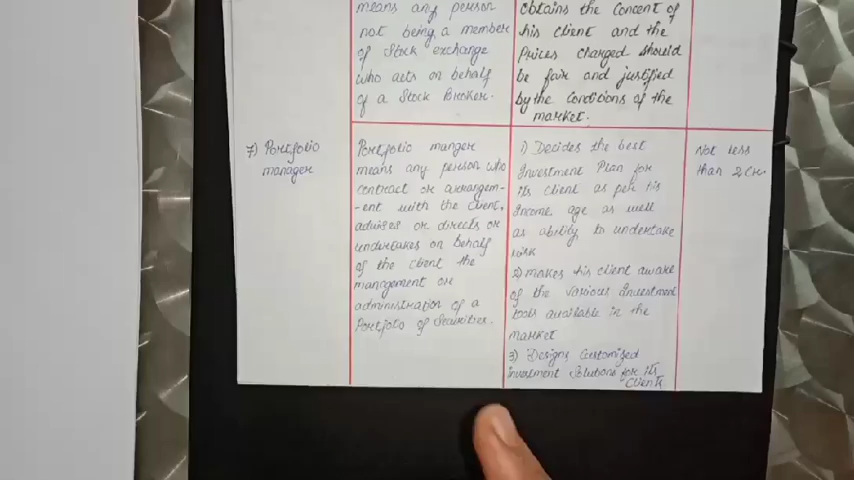 means any person
not being a member
of Stock exchange
who acts on behalf
of a Stock Broker.
obtains the concent of
his client and the
Prices charged should
be fair and justified
by the conditions of the
market.
7) Portfolio
manager
Portfolio manger
means any person who
contract or arrangem-
-ent with the client,
advises or directs or
undertakes on behalf
of the client the
management or
administration of a
Portfolio of Securities.
1) Decides the best
Investment Plan for
its client as per his
Income age as well
as ability to undertake
risk
2) makes his client aware
of the various Investment
tools available in the
market
3) Designs Customized
Investment Solutions for its
Clients
Not less
than 2 Cr.